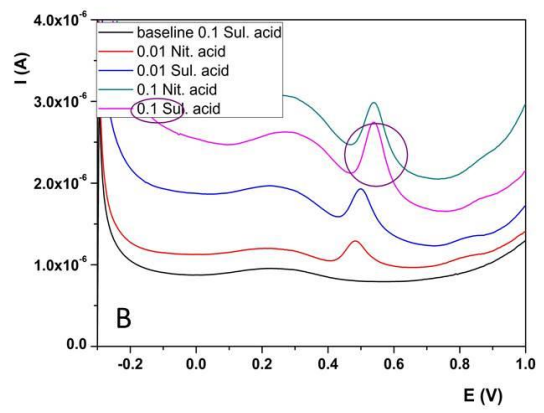 4.0x10⁻⁶
3.0x10⁻⁶
2.0x10⁻⁶
1.0x10⁻⁶
0.0
I (A)
baseline 0.1 Sul. acid
0.01 Nit. acid
0.01 Sul. acid
0.1 Nit. acid
0.1 Sul. acid
B
-0.2 0.0 0.2 0.4 0.6 0.8 1.0
E (V)